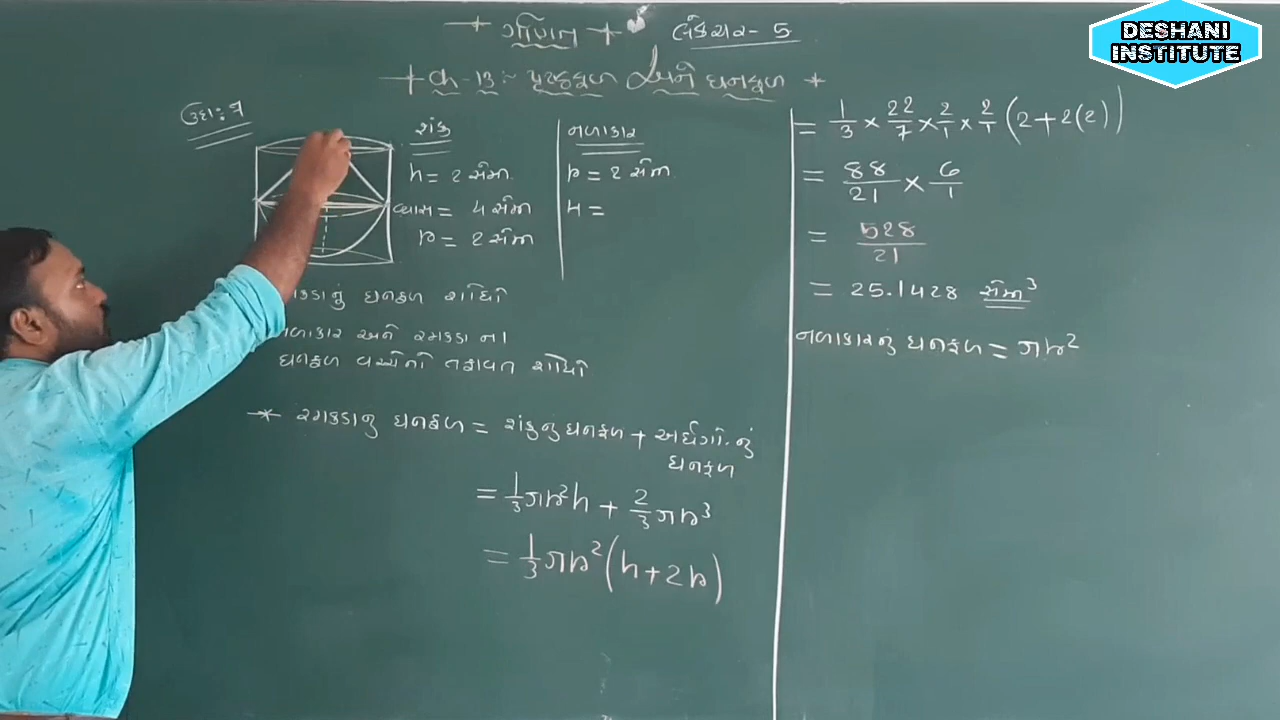 * ગણિત * લેકચર - 5
* Ch - 13 :- પૃષ્ઠફળ અને ઘનફળ *
DESHANI
INSTITUTE
ઉદા : 7
શંકુ
h = 2 સેમી.
વ્યાસ = 4 સેમી
r = 2 સેમી
નળાકાર
r = 2 સેમી.
H =
ઘનફળ શોધો
નળાકાર અને રમકડા ના
ઘનફળ વચ્ચેનો તફાવત શોધો
* રમકડાનું ઘનફળ = શંકુનું ઘનફળ + અર્ધગો.નું
ઘનફળ
= 1/3 πr²h + 2/3 πr³
= 1/3 πr² (h + 2r)
= 1/3 × 22/7 × 2/1 × 2/1 (2 + 2(2))
= 88/21 × 6/1
= 528/21
= 25.1428 સેમી³
નળાકારનું ઘનફળ = πr²